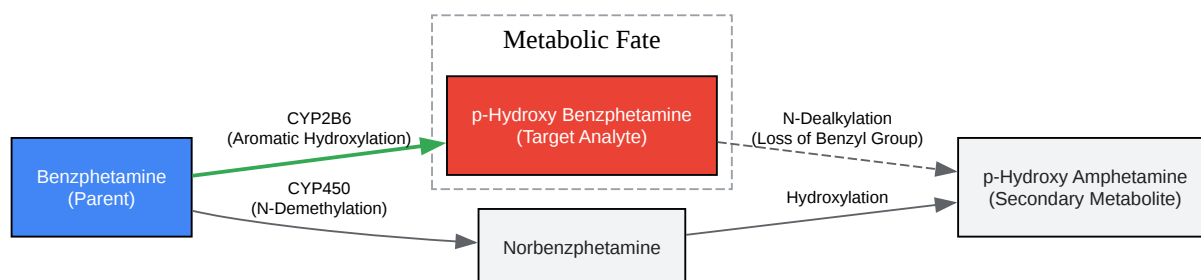 Metabolic Fate
CYP2B6
(Aromatic Hydroxylation)
p-Hydroxy Benzphetamine
(Target Analyte)
N-Dealkylation
(Loss of Benzyl Group)
Benzphetamine
(Parent)
CYP450
(N-Demethylation)
p-Hydroxy Amphetamine
(Secondary Metabolite)
Hydroxylation
Norbenzphetamine